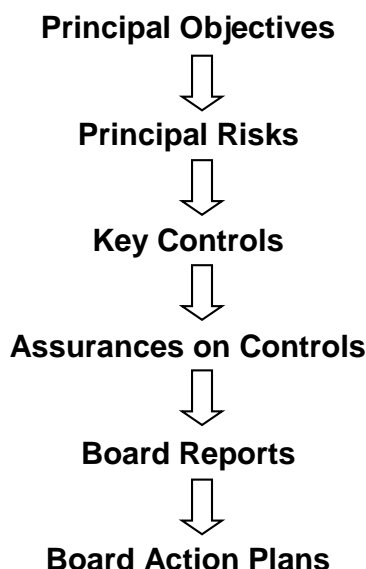 Principal Objectives
Principal Risks
Key Controls
Assurances on Controls
Board Reports
Board Action Plans